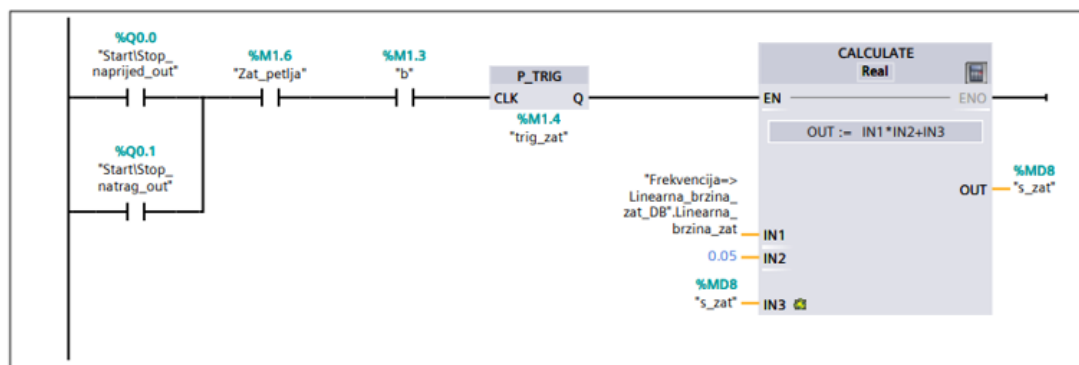 %Q0.0
"Start\Stop_
naprijed_out"
%M1.6
"Zat_petlja"
%M1.3
"b"
P_TRIG
CLK Q
%M1.4
"trig_zat"
CALCULATE
Real
EN ENO
OUT := IN1*IN2+IN3
%Q0.1
"Start\Stop_
natrag_out"
"Frekvencija=>
Linearna_brzina_
zat_DB".Linearna_
brzina_zat
IN1
0.05
IN2
%MD8
"s_zat"
IN3
OUT
%MD8
"s_zat"